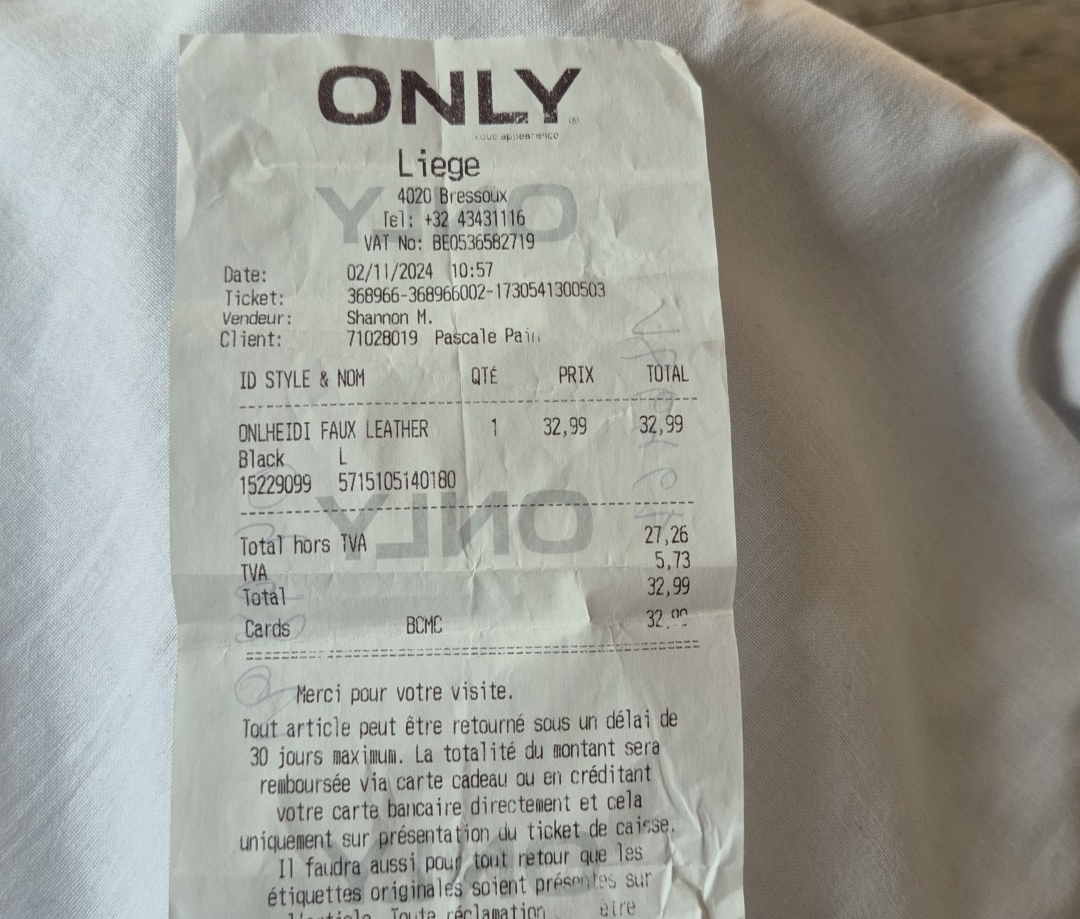 ONLY
Liege
4020 Bressoux
Tel: +32 43431116
VAT No: BE0536582719
Date: 02/11/2024 10:57
Ticket: 368966-368966002-1730541300503
Vendeur: Shannon M.
Client: 71028019 Pascale
ID STYLE & NOM QTÉ PRIX TOTAL
ONLHEIDI FAUX LEATHER 1 32,99 32,99
Black L
15229099 5715105140180
Total hors TVA 27,26
TVA 5,73
Total 32,99
Cards BCMC
Merci pour votre visite.
Tout article peut être retourné sous un délai de
30 jours maximum. La totalité du montant sera
remboursée via carte cadeau ou en créditant
votre carte bancaire directement et cela
uniquement sur présentation du ticket de caisse.
Il faudra aussi pour tout retour que les
étiquettes originales soient présentes sur
l'article. Toute réclamation être